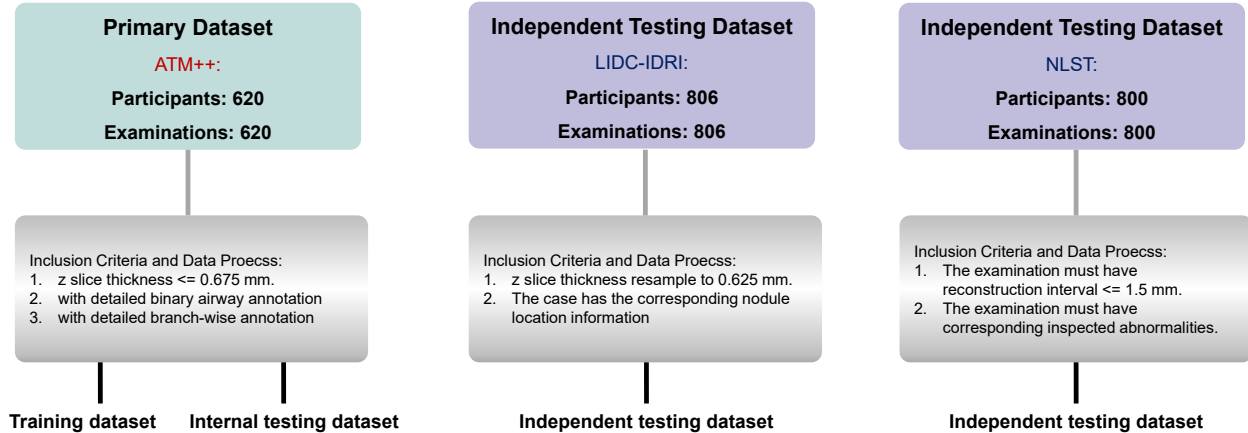 Primary Dataset
ATM++:
Participants: 620
Examinations: 620
Inclusion Criteria and Data Proecss:
1. z slice thickness <= 0.675 mm.
2. with detailed binary airway annotation
3. with detailed branch-wise annotation
Training dataset
Internal testing dataset
Independent Testing Dataset
LIDC-IDRI:
Participants: 806
Examinations: 806
Inclusion Criteria and Data Proecss:
1. z slice thickness resample to 0.625 mm.
2. The case has the corresponding nodule
location information
Independent testing dataset
Independent Testing Dataset
NLST:
Participants: 800
Examinations: 800
Inclusion Criteria and Data Proecss:
1. The examination must have
reconstruction interval <= 1.5 mm.
2. The examination must have
corresponding inspected abnormalities.
Independent testing dataset